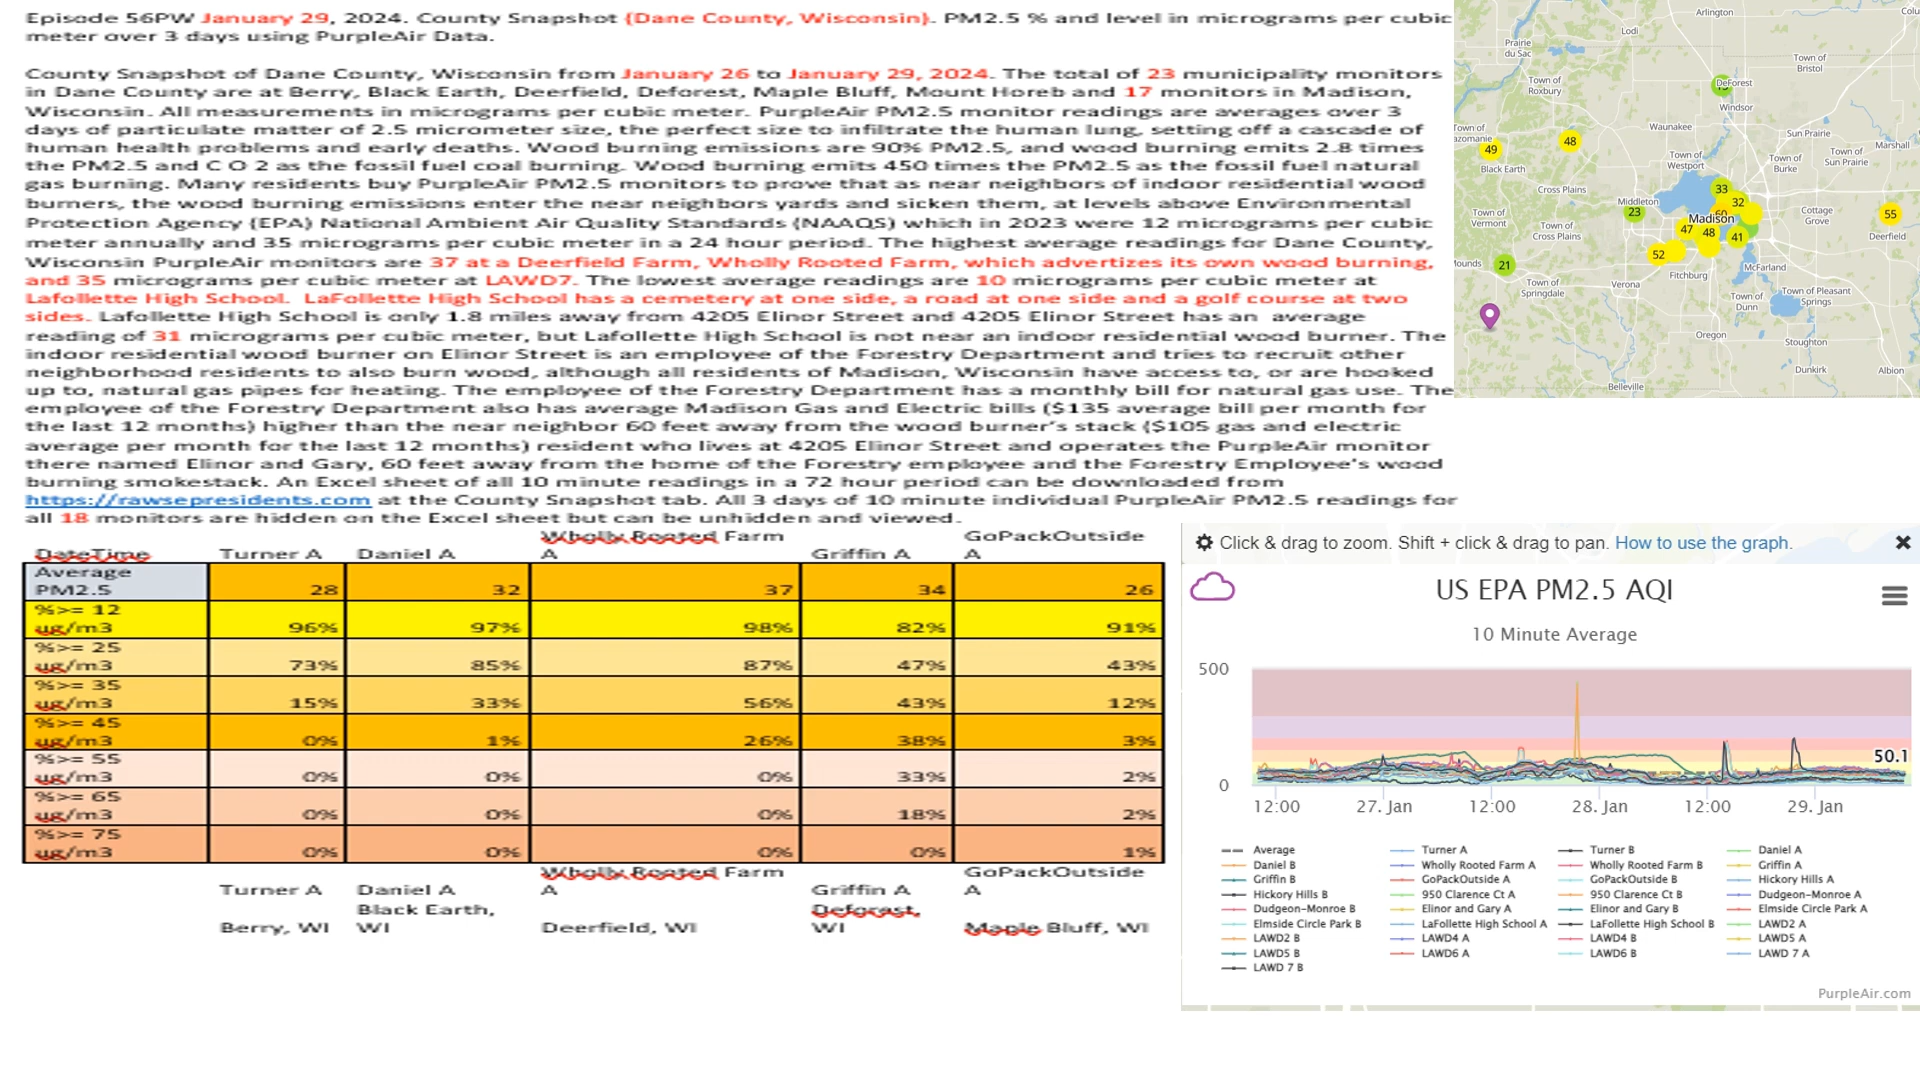 Episode 56PW January 29, 2024. County Snapshot (Dane County, Wisconsin). PM2.5 % and level in micrograms per cubic
meter over 3 days using PurpleAir Data.
County Snapshot of Dane County, Wisconsin from January 26 to January 29, 2024. The total of 23 municipality monitors
in Dane County are at Berry, Black Earth, Deerfield, Deforest, Maple Bluff, Mount Horeb and 17 monitors in Madison,
Wisconsin. All measurements in micrograms per cubic meter. PurpleAir PM2.5 monitor readings are averages over 3
days of particulate matter of 2.5 micrometer size, the perfect size to infiltrate the human lung, setting off a cascade of
human health problems and early deaths. Wood burning emissions are 90% PM2.5, and wood burning emits 2.8 times
the PM2.5 and C O 2 as the fossil fuel coal burning. Wood burning emits 450 times the PM2.5 as the fossil fuel natural
gas burning. Many residents buy PurpleAir PM2.5 monitors to prove that as near neighbors of indoor residential wood
burners, the wood burning emissions enter the near neighbors yards and sicken them, at levels above Environmental
Protection Agency (EPA) National Ambient Air Quality Standards (NAAQS) which in 2023 were 12 micrograms per cubic
meter annually and 35 micrograms per cubic meter in a 24 hour period. The highest average readings for Dane County,
Wisconsin PurpleAir monitors are 37 at a Deerfield Farm, Wholly Rooted Farm, which advertizes its own wood burning,
and 35 micrograms per cubic meter at LAWD7. The lowest average readings are 10 micrograms per cubic meter at
Lafollette High School. LaFollette High School has a cemetery at one side, a road at one side and a golf course at two
sides. Lafollette High School is only 1.8 miles away from 4205 Elinor Street and 4205 Elinor Street has an average
reading of 31 micrograms per cubic meter, but Lafollette High School is not near an indoor residential wood burner. The
indoor residential wood burner on Elinor Street is an employee of the Forestry Department and tries to recruit other
neighborhood residents to also burn wood, although all residents of Madison, Wisconsin have access to, or are hooked
up to, natural gas pipes for heating. The employee of the Forestry Department has a monthly bill for natural gas use. The
employee of the Forestry Department also has average Madison Gas and Electric bills ($135 average bill per month for
the last 12 months) higher than the near neighbor 60 feet away from the wood burner's stack ($105 gas and electric
average per month for the last 12 months) resident who lives at 4205 Elinor Street and operates the PurpleAir monitor
there named Elinor and Gary, 60 feet away from the home of the Forestry employee and the Forestry Employee's wood
burning smokestack. An Excel sheet of all 10 minute readings in a 72 hour period can be downloaded from
https://rawsepresidents.com at the County Snapshot tab. All 3 days of 10 minute individual PurpleAir PM2.5 readings for
all 18 monitors are hidden on the Excel sheet but can be unhidden and viewed.
Wholly Rooted Farm GoPackOutside
DateTime Turner A Daniel A A Griffin A A
Average
PM2.5 28 32 37 34 26
%>= 12
ug/m3 96% 97% 98% 82% 91%
%>= 25
ug/m3 73% 85% 87% 47% 43%
%>= 35
ug/m3 15% 33% 56% 43% 12%
%>= 45
ug/m3 0% 1% 26% 38% 3%
%>= 55
ug/m3 0% 0% 0% 33% 2%
%>= 65
ug/m3 0% 0% 0% 18% 2%
%>= 75
ug/m3 0% 0% 0% 0% 1%
Wholly Rooted Farm GoPackOutside
Turner A Daniel A A Griffin A A
Black Earth, Deforest,
Berry, WI WI Deerfield, WI WI Maple Bluff, WI
Arlington
Lodi
Prairie
du Sac
Town of
Bristol
Town of
Roxbury
DeForest
Windsor
Town of
Waunakee
Sun Prairie
48
49
Marshall
Black Earth
Town of
Westport
Town of
Burke
Town of
Sun Prairie
Cross Plains
33
Middleton
32
23
Madison
Town of
Vermont
Cottage
Grove
55
Town of
Cross Plains
47
48
41
Deerfield
52
21
McFarland
Fitchburg
Town of
Springdale
Verona
Town of
Dunn
Town of Pleasant
Springs
Oregon
Stoughton
Dunkirk
Albion
Belleville
Click & drag to zoom. Shift + click & drag to pan. How to use the graph.
US EPA PM2.5 AQI
10 Minute Average
500
50.1
0
12:00 27. Jan 12:00 28. Jan 12:00 29. Jan
Average Turner A Turner B Daniel A
Daniel B Wholly Rooted Farm A Wholly Rooted Farm B Griffin A
Griffin B GoPackOutside A GoPackOutside B Hickory Hills A
Hickory Hills B 950 Clarence Ct A 950 Clarence Ct B Dudgeon-Monroe A
Dudgeon-Monroe B Elinor and Gary A Elinor and Gary B Elmside Circle Park A
Elmside Circle Park B LaFollette High School A LaFollette High School B LAWD2 A
LAWD2 B LAWD4 A LAWD4 B LAWD5 A
LAWD5 B LAWD6 A LAWD6 B LAWD 7 A
LAWD 7 B
PurpleAir.com